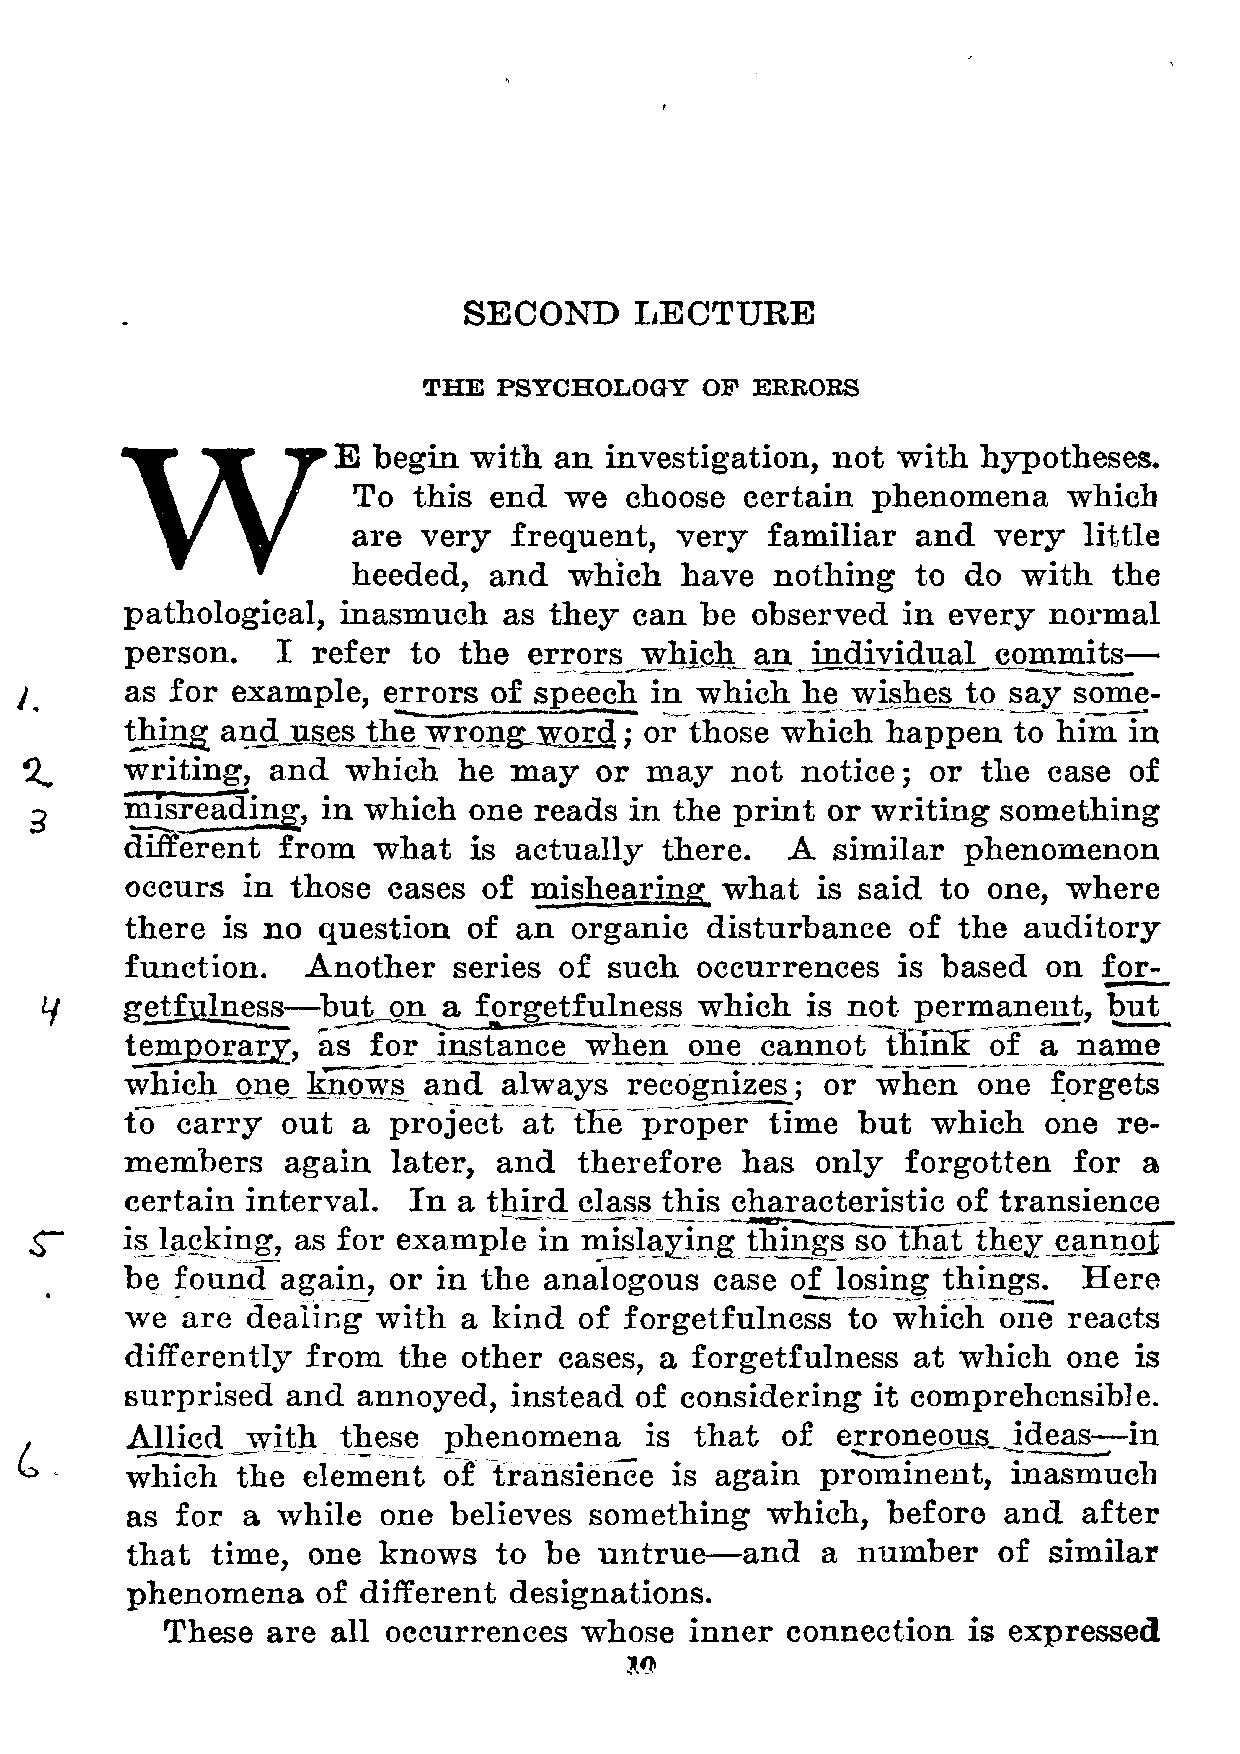 SECOND LECTURE
THE PSYCHOLOGY OF ERRORS
WE begin with an investigation, not with hypotheses.
To this end we choose certain phenomena which
are very frequent, very familiar and very little
heeded, and which have nothing to do with the
pathological, inasmuch as they can be observed in every normal
person. I refer to the errors which an individual commits—
1. as for example, errors of speech in which he wishes to say some-
thing and uses the wrong word; or those which happen to him in
2 writing, and which he may or may not notice; or the case of
3 misreading, in which one reads in the print or writing something
different from what is actually there. A similar phenomenon
occurs in those cases of mishearing what is said to one, where
there is no question of an organic disturbance of the auditory
function. Another series of such occurrences is based on for-
4 getfulness—but on a forgetfulness which is not permanent, but
temporary, as for instance when one cannot think of a name
which one knows and always recognizes; or when one forgets
to carry out a project at the proper time but which one re-
members again later, and therefore has only forgotten for a
certain interval. In a third class this characteristic of transience
5 is lacking, as for example in mislaying things so that they cannot
be found again, or in the analogous case of losing things. Here
we are dealing with a kind of forgetfulness to which one reacts
differently from the other cases, a forgetfulness at which one is
surprised and annoyed, instead of considering it comprehensible.
Allied with these phenomena is that of erroneous ideas—in
6 which the element of transience is again prominent, inasmuch
as for a while one believes something which, before and after
that time, one knows to be untrue—and a number of similar
phenomena of different designations.
These are all occurrences whose inner connection is expressed